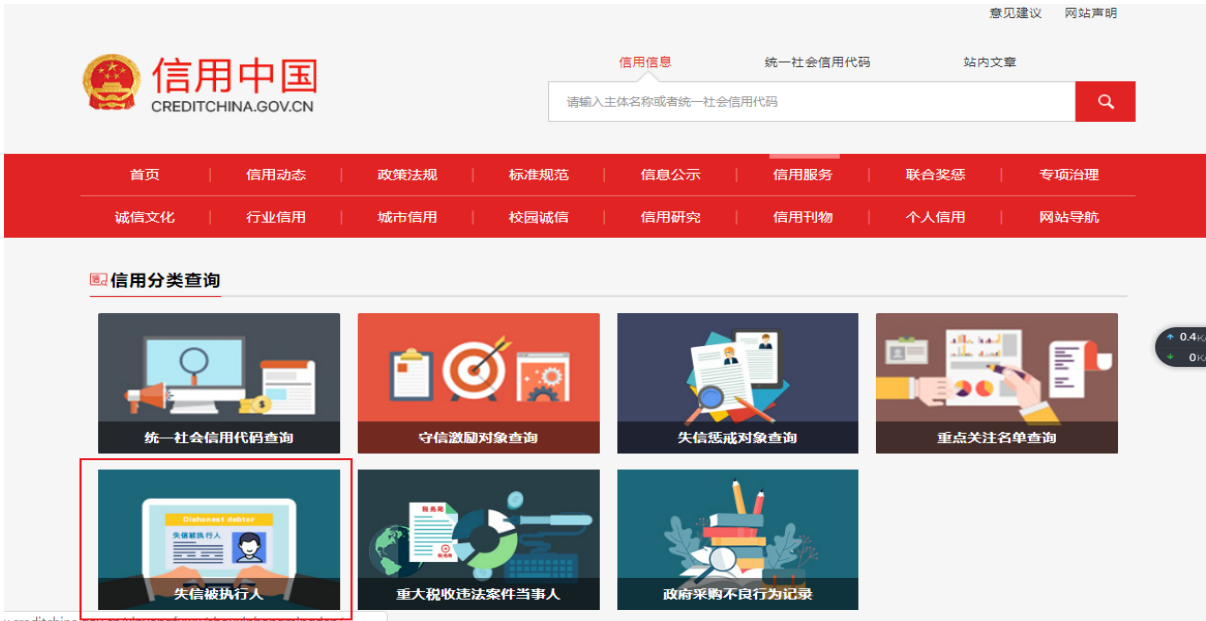 意见建议 网站声明
信用中国
CREDITCHINA.GOV.CN
信用信息 统一社会信用代码 站内文章
请输入主体名称或者统一社会信用代码
首页 信用动态 政策法规 标准规范 信息公示 信用服务 联合奖惩 专项治理
诚信文化 行业信用 城市信用 校园诚信 信用研究 信用刊物 个人信用 网站导航
信用分类查询
统一社会信用代码查询 守信激励对象查询 失信惩戒对象查询 重点关注名单查询
0.4K/
0K/
Dishonest debtor
失信被执行人
税务局
失信被执行人 重大税收违法案件当事人 政府采购不良行为记录